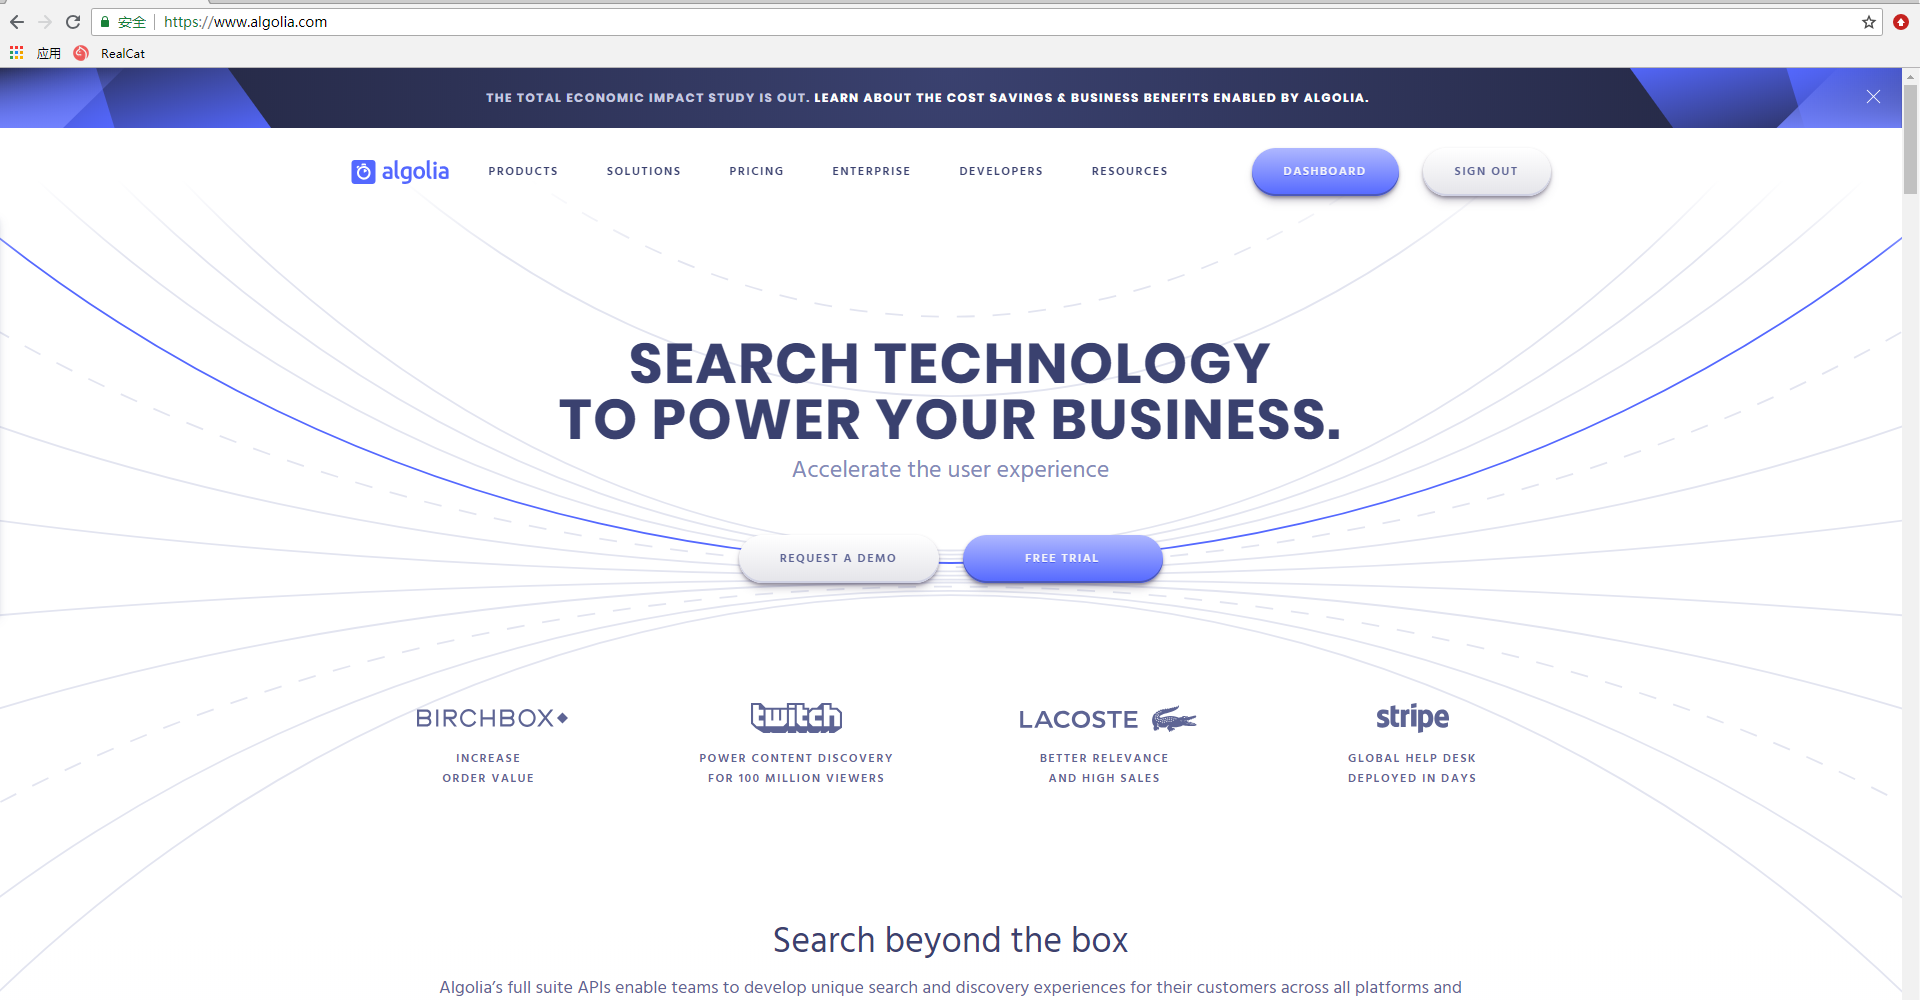 安全 https://www.algolia.com
应用 RealCat
THE TOTAL ECONOMIC IMPACT STUDY IS OUT. LEARN ABOUT THE COST SAVINGS & BUSINESS BENEFITS ENABLED BY ALGOLIA.
algolia PRODUCTS SOLUTIONS PRICING ENTERPRISE DEVELOPERS RESOURCES DASHBOARD SIGN OUT
SEARCH TECHNOLOGY
TO POWER YOUR BUSINESS.
Accelerate the user experience
REQUEST A DEMO FREE TRIAL
BIRCHBOX twitch LACOSTE stripe
INCREASE
ORDER VALUE
POWER CONTENT DISCOVERY
FOR 100 MILLION VIEWERS
BETTER RELEVANCE
AND HIGH SALES
GLOBAL HELP DESK
DEPLOYED IN DAYS
Search beyond the box
Algolia’s full suite APIs enable teams to develop unique search and discovery experiences for their customers across all platforms and